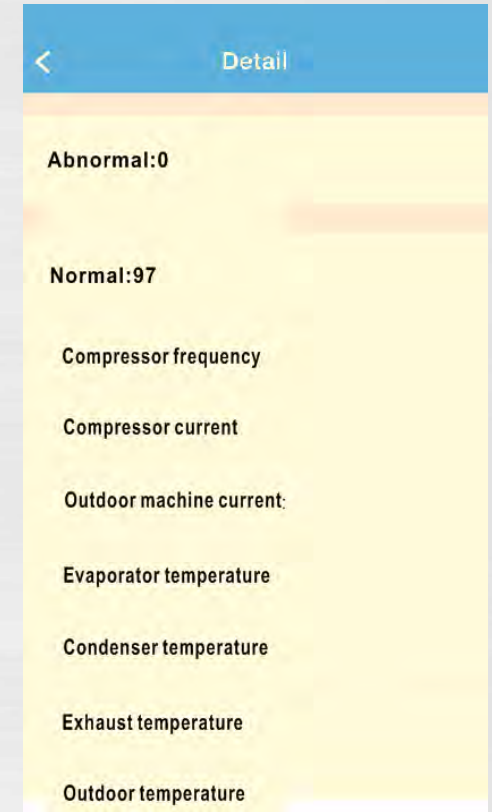 Detail
Abnormal:0
Normal:97
Compressor frequency
Compressor current
Outdoor machine current:
Evaporator temperature
Condenser temperature
Exhaust temperature
Outdoor temperature